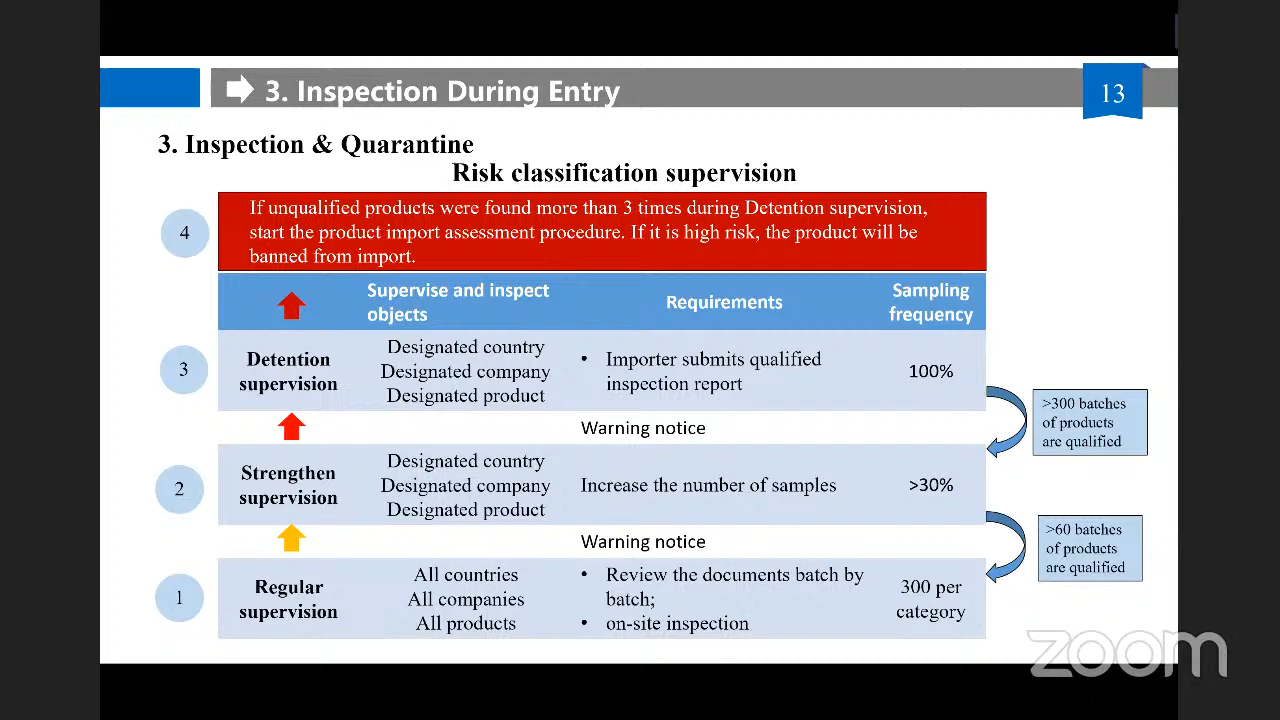 3. Inspection During Entry
13
3. Inspection & Quarantine
Risk classification supervision
4
If unqualified products were found more than 3 times during Detention supervision,
start the product import assessment procedure. If it is high risk, the product will be
banned from import.
Supervise and inspect
objects
Requirements
Sampling
frequency
3
Detention
supervision
Designated country
Designated company
Designated product
• Importer submits qualified
inspection report
100%
>300 batches
of products
are qualified
Warning notice
2
Strengthen
supervision
Designated country
Designated company
Designated product
Increase the number of samples
>30%
>60 batches
of products
are qualified
Warning notice
1
Regular
supervision
All countries
All companies
All products
• Review the documents batch by
batch;
• on-site inspection
300 per
category
zoom